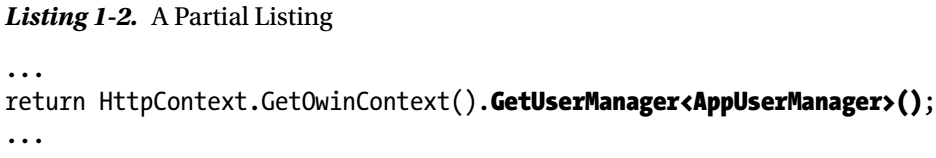 Listing 1-2. A Partial Listing
...
return HttpContext.GetOwinContext().GetUserManager<AppUserManager>();
...